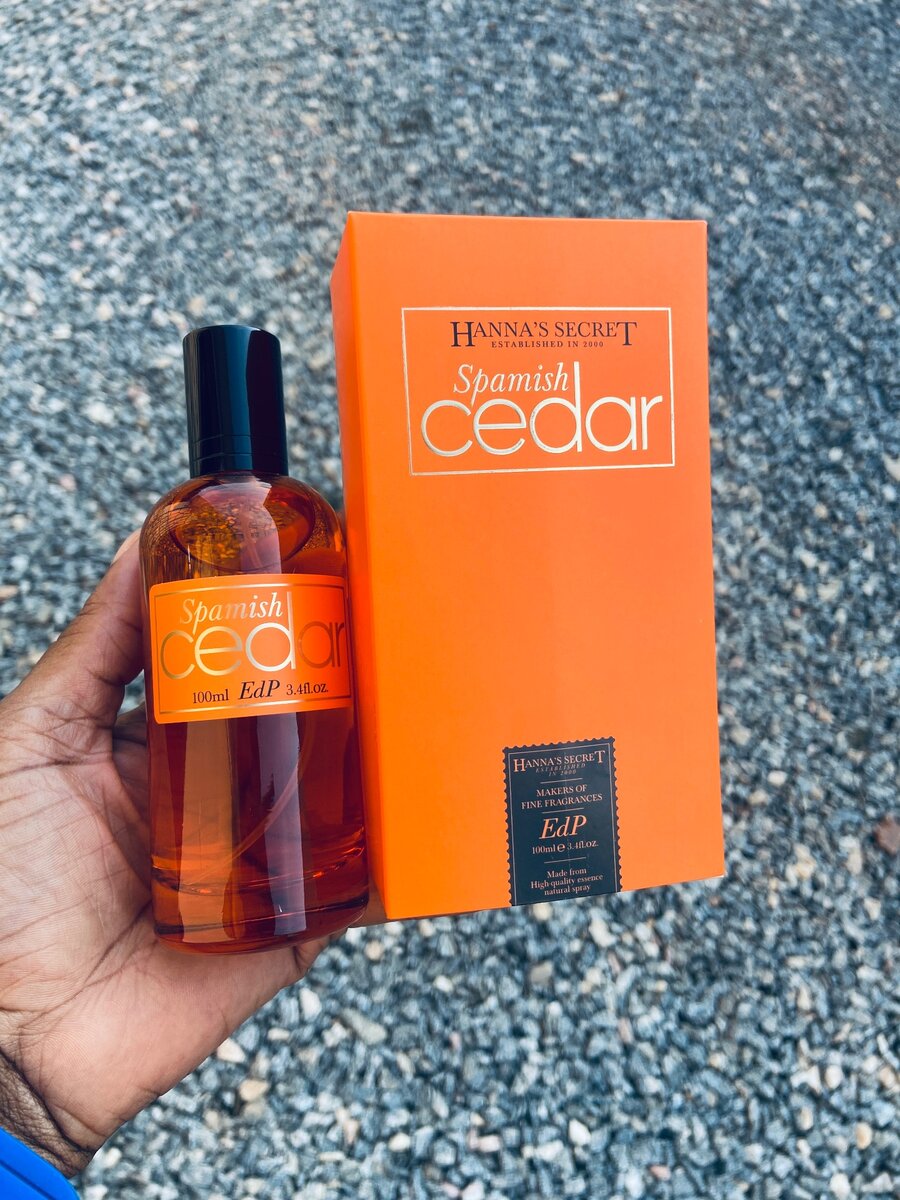 HANNA'S SECRET
ESTABLISHED IN 2000
Spamish
cedar
Spamish
cedar
100ml EdP 3.4fl.oz.
HANNA'S SECRET
ESTABLISHED
IN 2000
MAKERS OF
FINE FRAGRANCES
EdP
100ml e 3.4fl.oz.
Made from
High-quality essence
natural spray